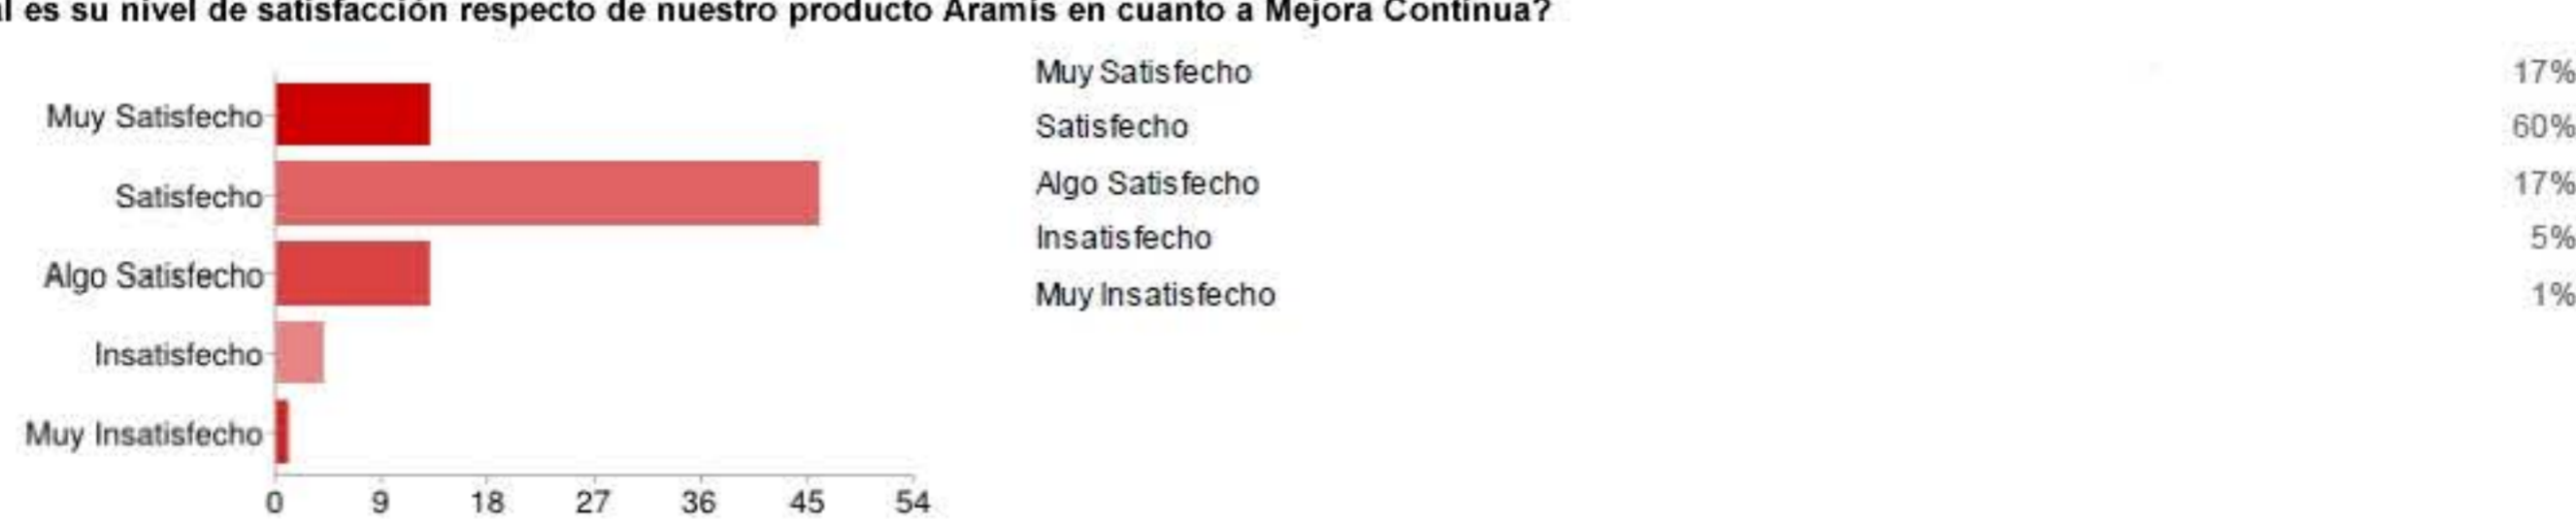 es su nivel de satisfacción respecto de nuestro producto Aramis en cuanto a Mejora Continua?
Muy Satisfecho
Satisfecho
Algo Satisfecho
Insatisfecho
Muy Insatisfecho
0 9 18 27 36 45 54
Muy Satisfecho 17%
Satisfecho 60%
Algo Satisfecho 17%
Insatisfecho 5%
Muy Insatisfecho 1%